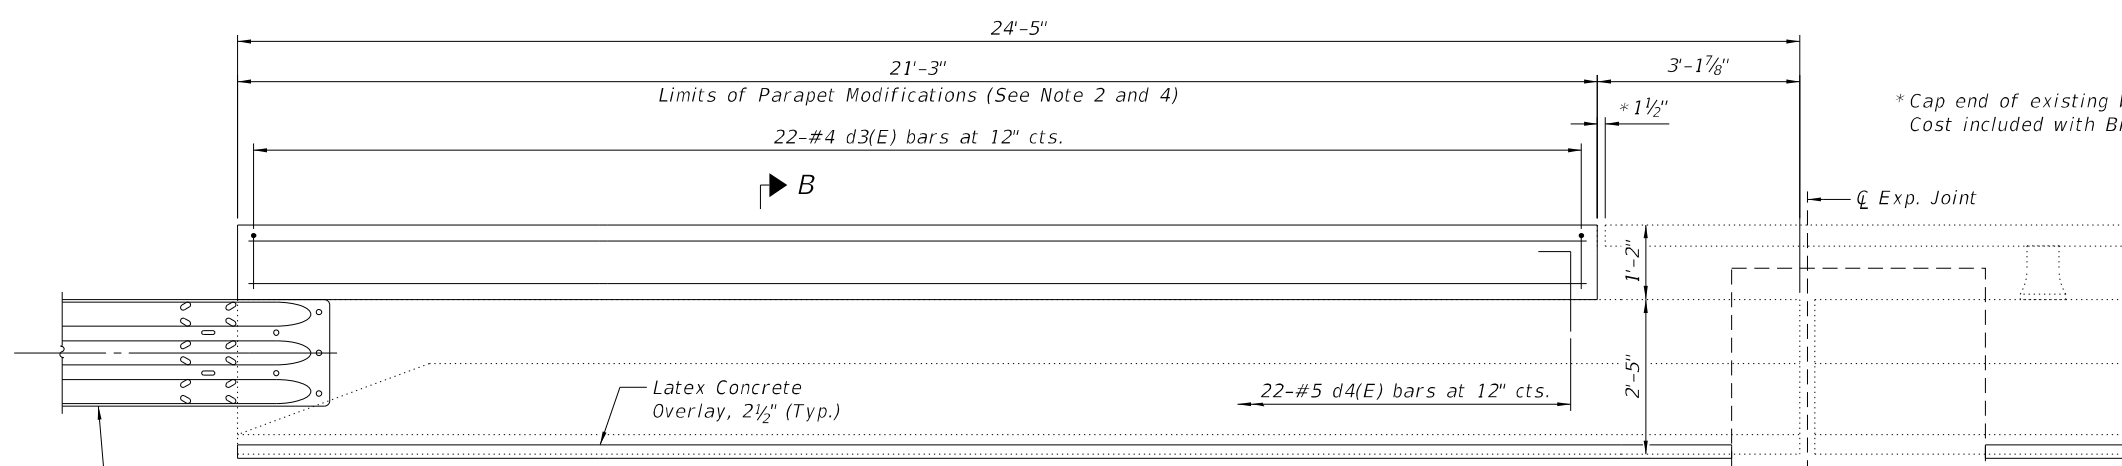 24'-5"
21'-3"
3'-1⅞"
Limits of Parapet Modifications (See Note 2 and 4)
* 1½"
* Cap end of existing
Cost included with
22-#4 d3(E) bars at 12" cts.
B
℄ Exp. Joint
1'-2"
Latex Concrete
Overlay, 2½" (Typ.)
22-#5 d4(E) bars at 12" cts.
2'-5"